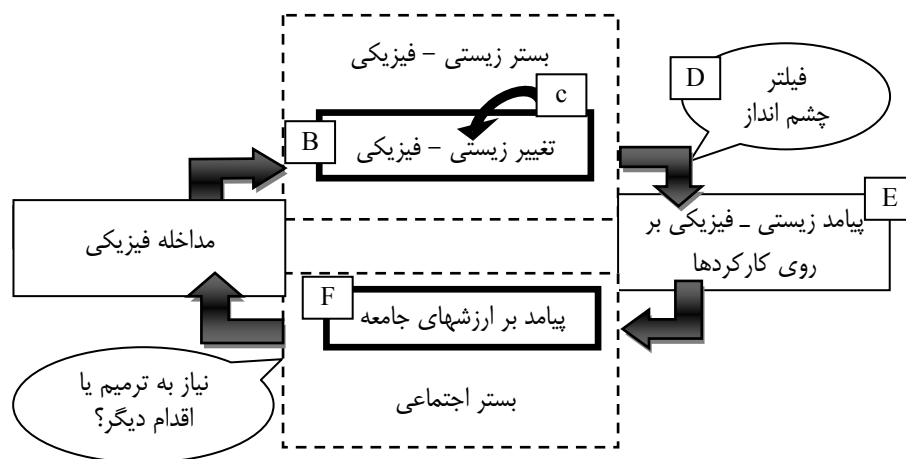 بستر زیستی – فیزیکی
c
B
تغییر زیستی – فیزیکی
D
فیلتر
چشم انداز
E
پیامد زیستی ـ فیزیکی بر
روی کارکردها
مداخله فیزیکی
F
پیامد بر ارزشهای جامعه
بستر اجتماعی
نیاز به ترمیم یا
اقدام دیگر؟